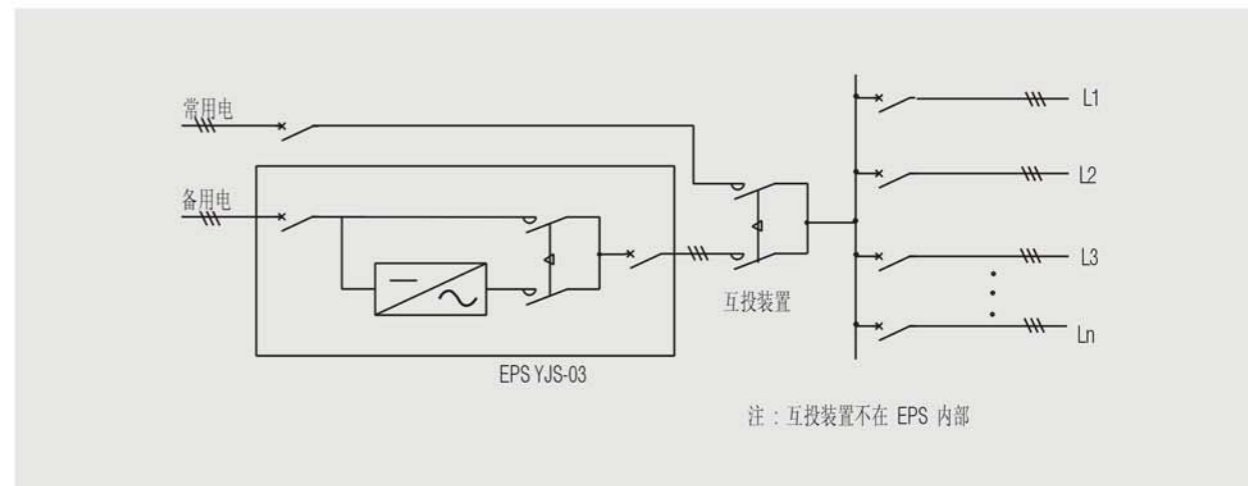 常用电
L1
备用电
L2
L3
互投装置
Ln
EPS YJS-03
注：互投装置不在 EPS 内部